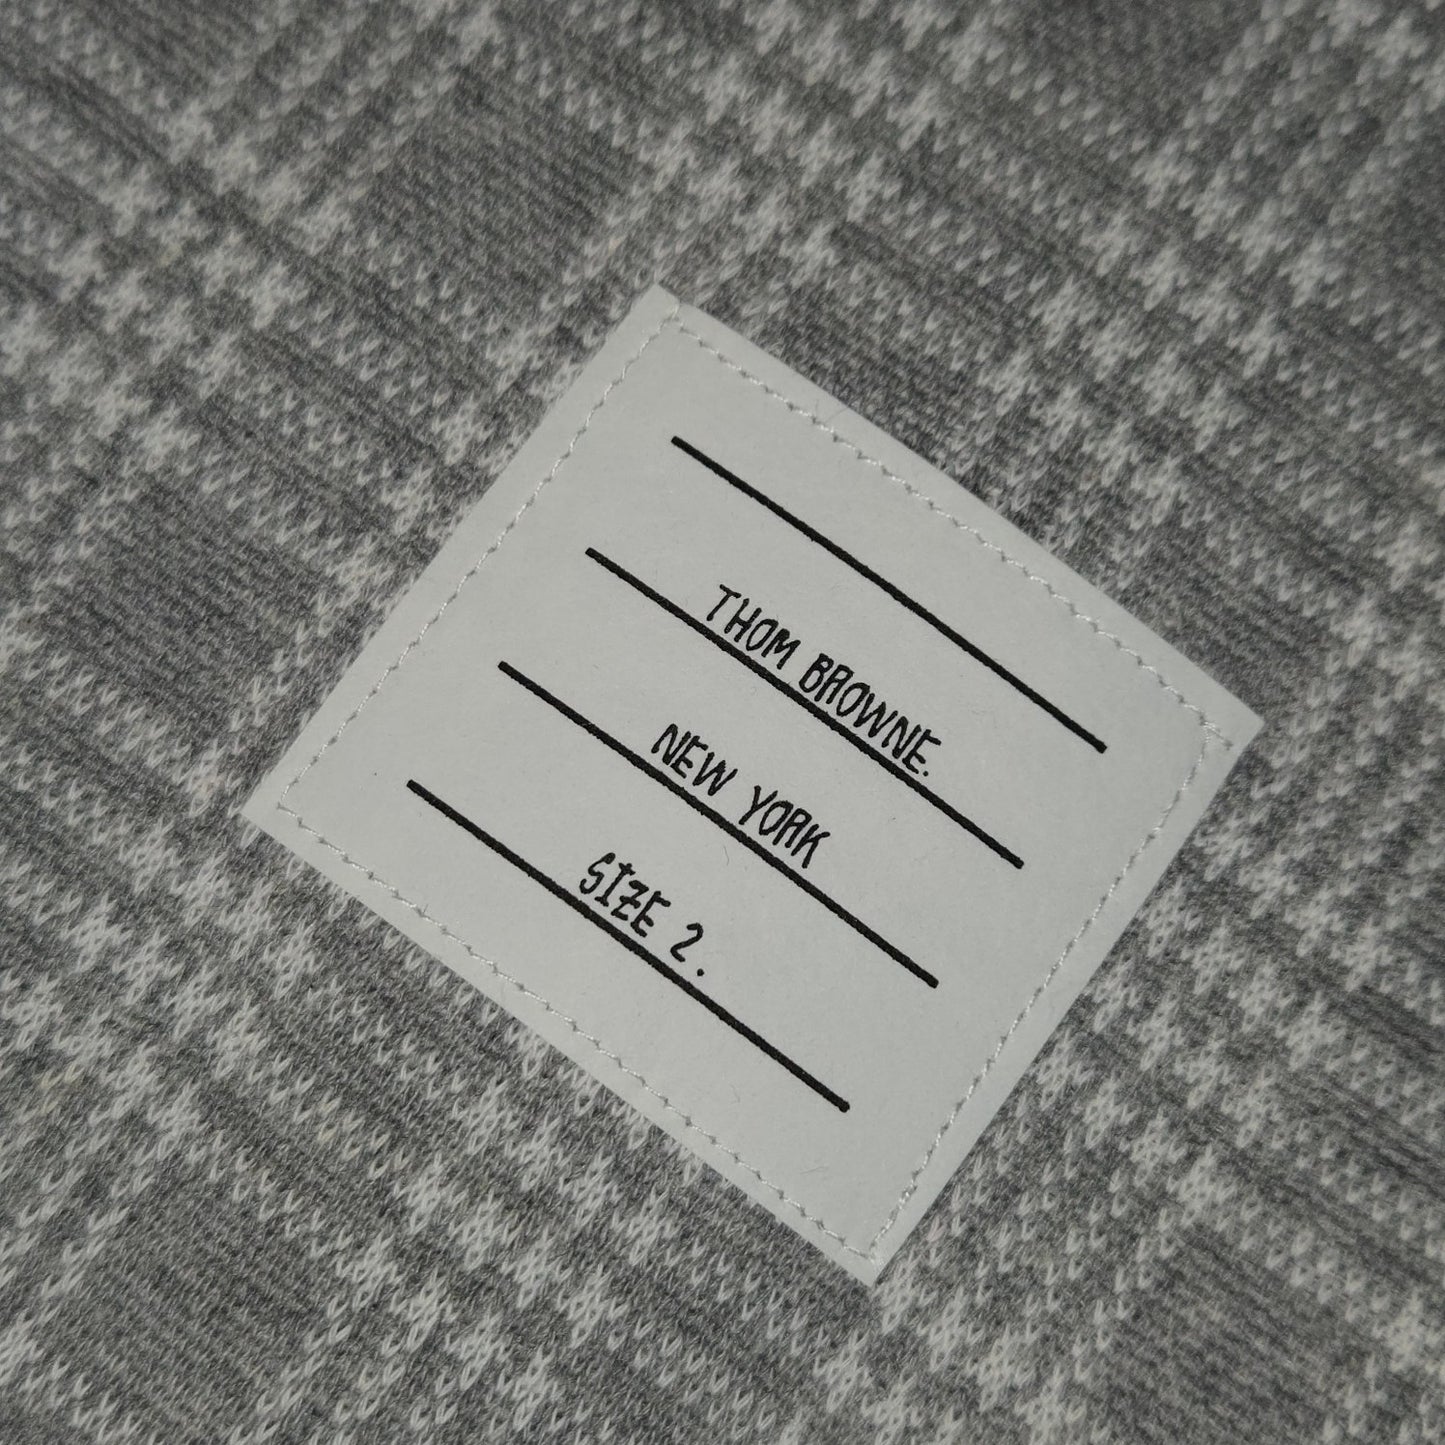 THOM BROWNE.
NEW YORK
SIZE 2.